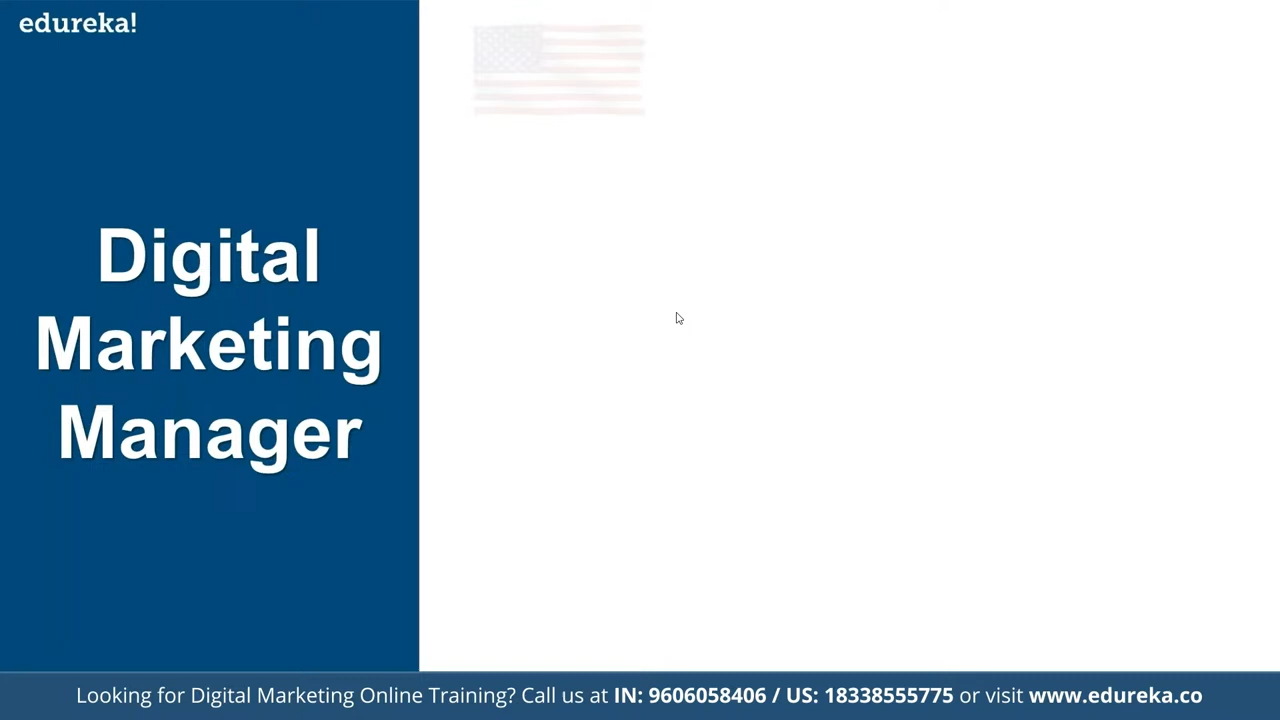 edureka!
Digital
Marketing
Manager
Looking for Digital Marketing Online Training? Call us at IN: 9606058406 / US: 18338555775 or visit www.edureka.co